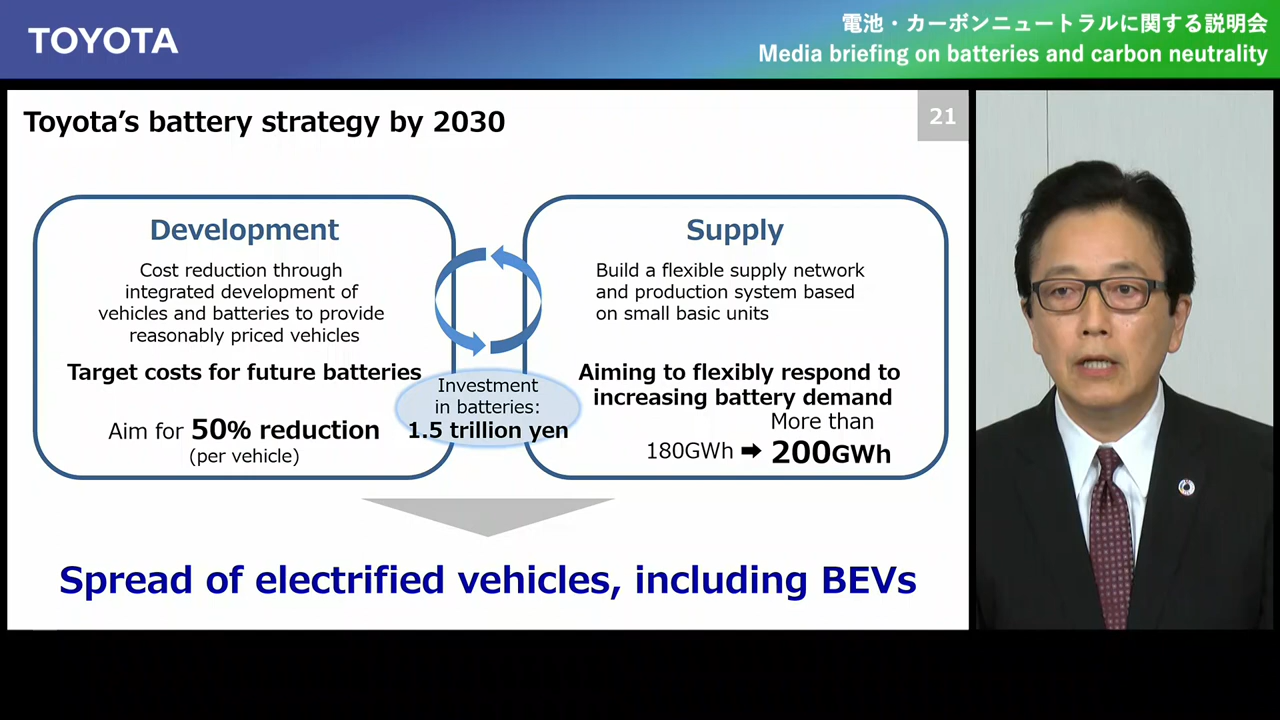 TOYOTA
電池・カーボンニュートラルに関する説明会
Media briefing on batteries and carbon neutrality
Toyota's battery strategy by 2030
21
Development
Cost reduction through
integrated development of
vehicles and batteries to provide
reasonably priced vehicles
Target costs for future batteries
Aim for 50% reduction
(per vehicle)
Investment
in batteries:
1.5 trillion yen
Supply
Build a flexible supply network
and production system based
on small basic units
Aiming to flexibly respond to
increasing battery demand
More than
180GWh ➡ 200GWh
Spread of electrified vehicles, including BEVs